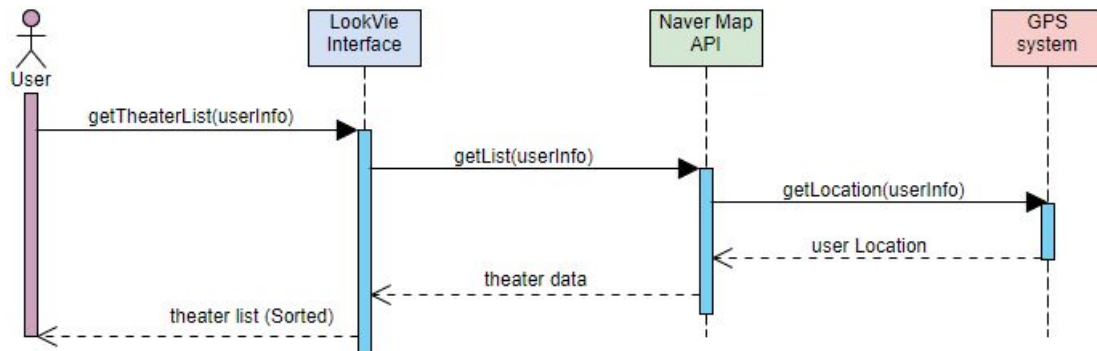 LookVie
Interface
Naver Map
API
GPS
system
User
getTheaterList(userInfo)
getList(userInfo)
getLocation(userInfo)
user Location
theater data
theater list (Sorted)